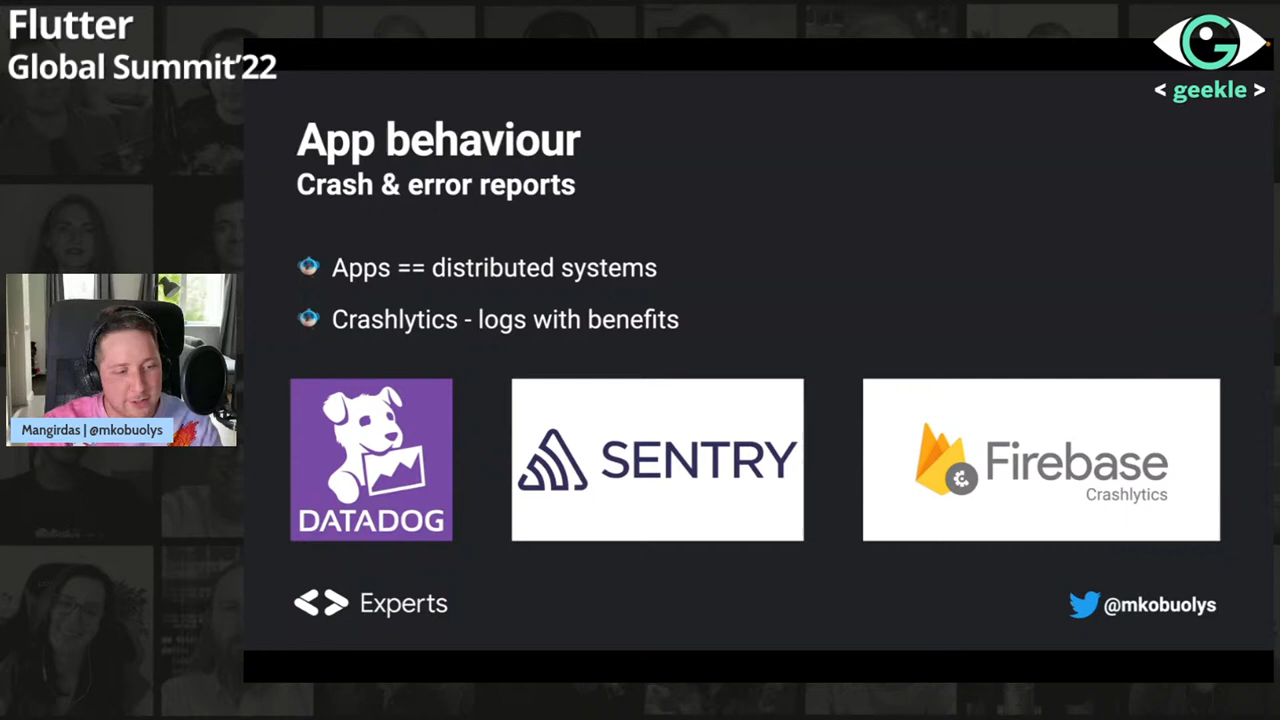 Flutter
Global Summit'22
< geekle >
App behaviour
Crash & error reports
Apps == distributed systems
Crashlytics - logs with benefits
Mangirdas | @mkobuolys
DATADOG
SENTRY
Firebase
Crashlytics
<> Experts
@mkobuolys